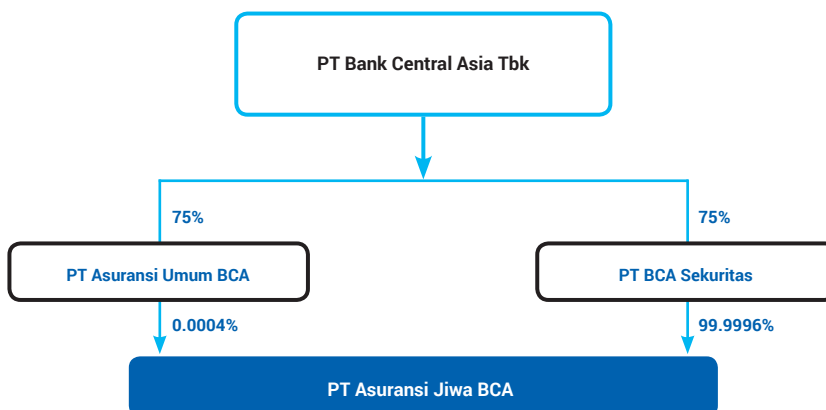 PT Bank Central Asia Tbk
75%
75%
PT Asuransi Umum BCA
PT BCA Sekuritas
0.0004%
99.9996%
PT Asuransi Jiwa BCA